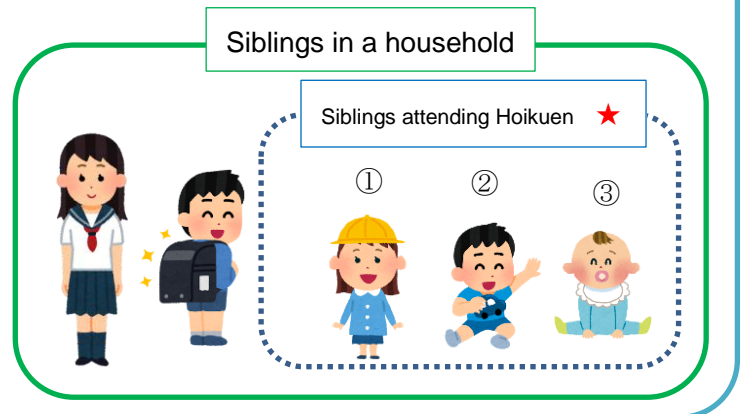 Siblings in a household
Siblings attending Hoikuen ★
① ② ③